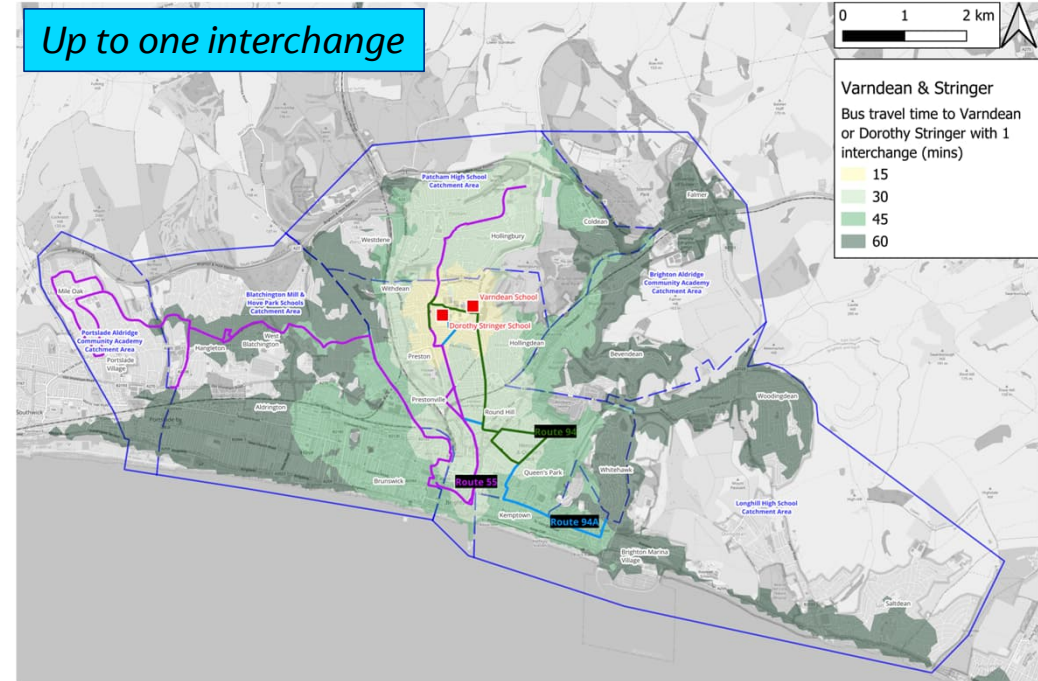 Up to one interchange
0 1 2 km
Varndean & Stringer
Bus travel time to Varndean
or Dorothy Stringer with 1
interchange (mins)
15
30
45
60
Patcham High School
Catchment Area
Falmer
Coldean
Westdene
Hollingbury
Brighton Aldridge
Community Academy
Catchment Area
Mile Oak
Withdean
Blatchington Mill &
Hove Park Schools
Catchment Area
Varndean School
Dorothy Stringer School
Portslade Aldridge
Community Academy
Catchment Area
West
Blatchington
Hangleton
Hollingdean
Preston
Bevendean
Portslade
Village
Prestonville
Woodingdean
Southwick
Aldrington
Round Hill
Route 94
Queen's Park
Whitehawk
Brunswick
Route 55
Kemptown
Route 94A
Longhill High School
Catchment Area
Brighton Marina
Village
Saltdean